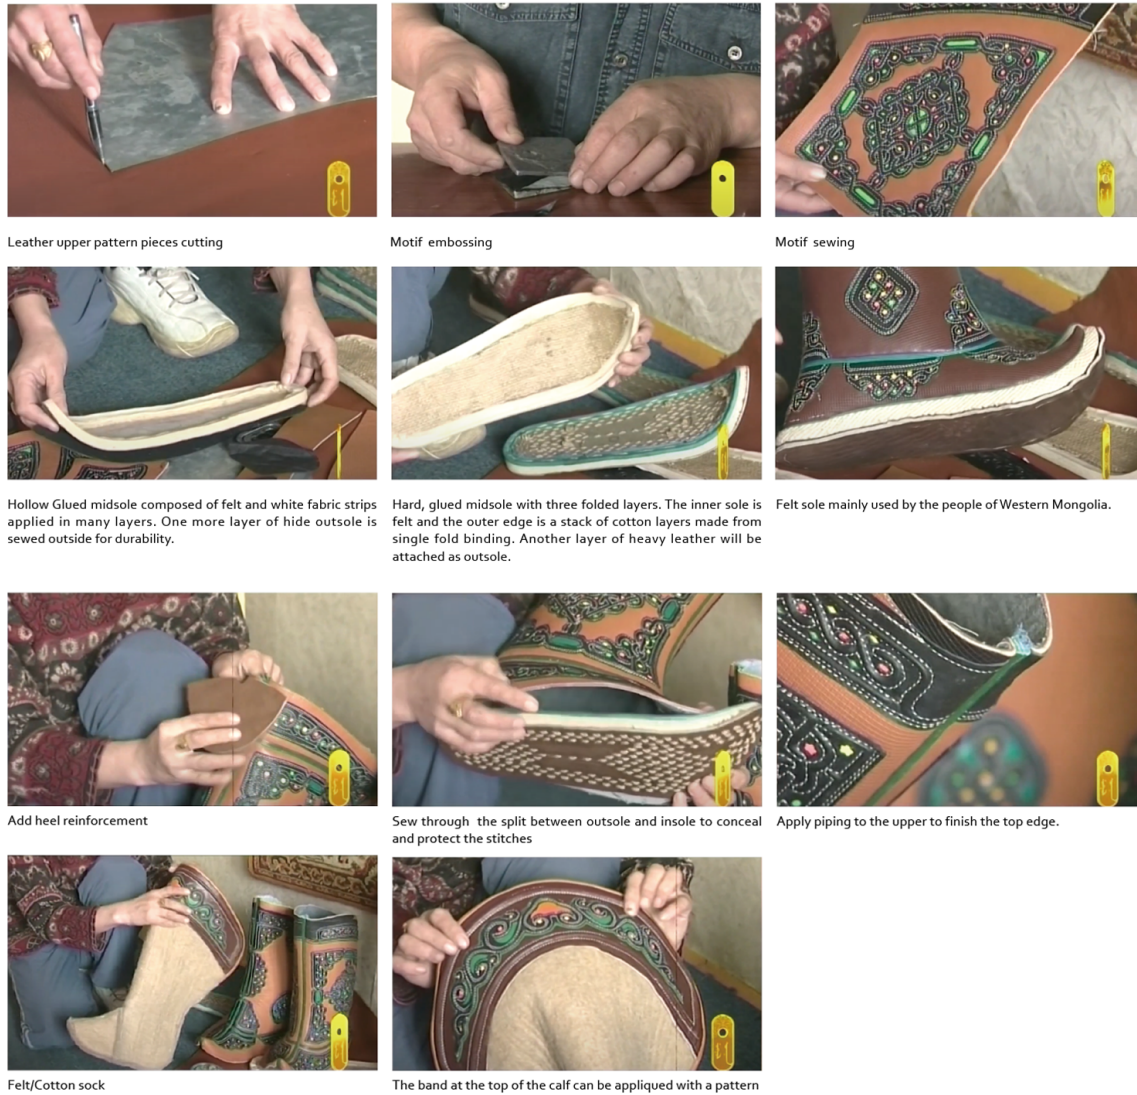 Leather upper pattern pieces cutting
Motif embossing
Motif sewing
Hollow Glued midsole composed of felt and white fabric strips
applied in many layers. One more layer of hide outsole is
sewed outside for durability.
Hard, glued midsole with three folded layers. The inner sole is
felt and the outer edge is a stack of cotton layers made from
single fold binding. Another layer of heavy leather will be
attached as outsole.
Felt sole mainly used by the people of Western Mongolia.
Add heel reinforcement
Sew through the split between outsole and insole to conceal
and protect the stitches
Apply piping to the upper to finish the top edge.
Felt/Cotton sock
The band at the top of the calf can be appliqued with a pattern